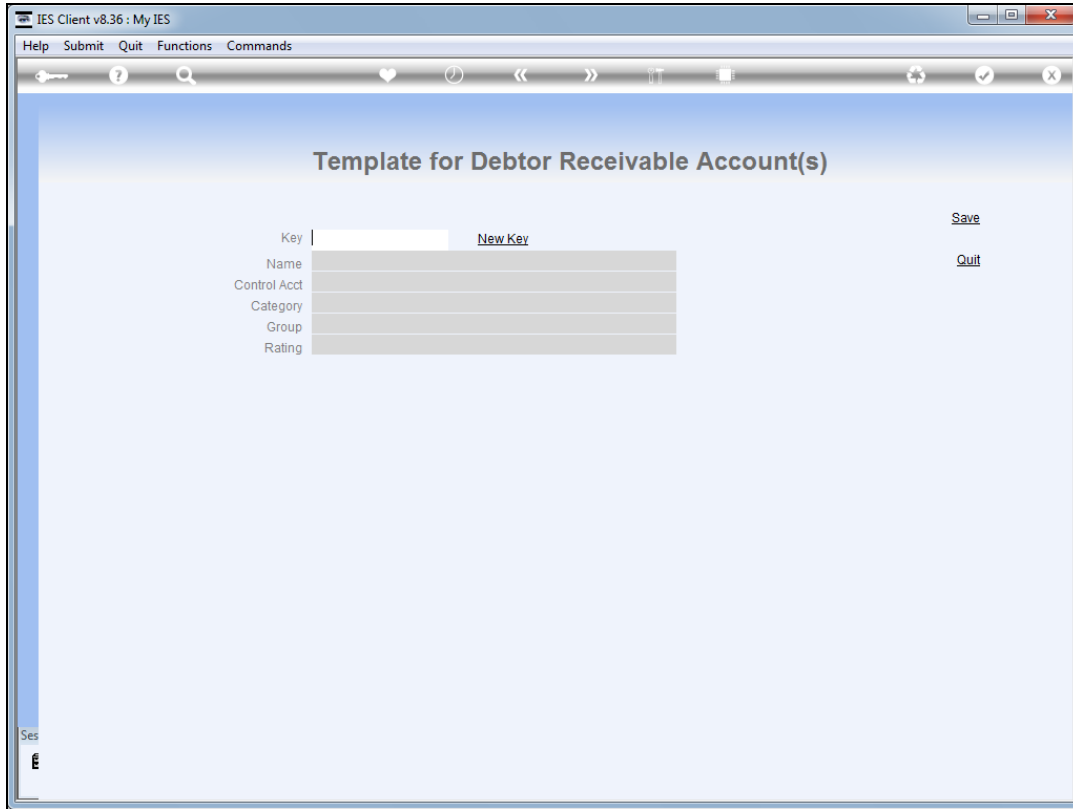 IES Client v8.36 : My IES
Help Submit Quit Functions Commands
Template for Debtor Receivable Account(s)
Save
Key New Key
Name Quit
Control Acct
Category
Group
Rating
Ses